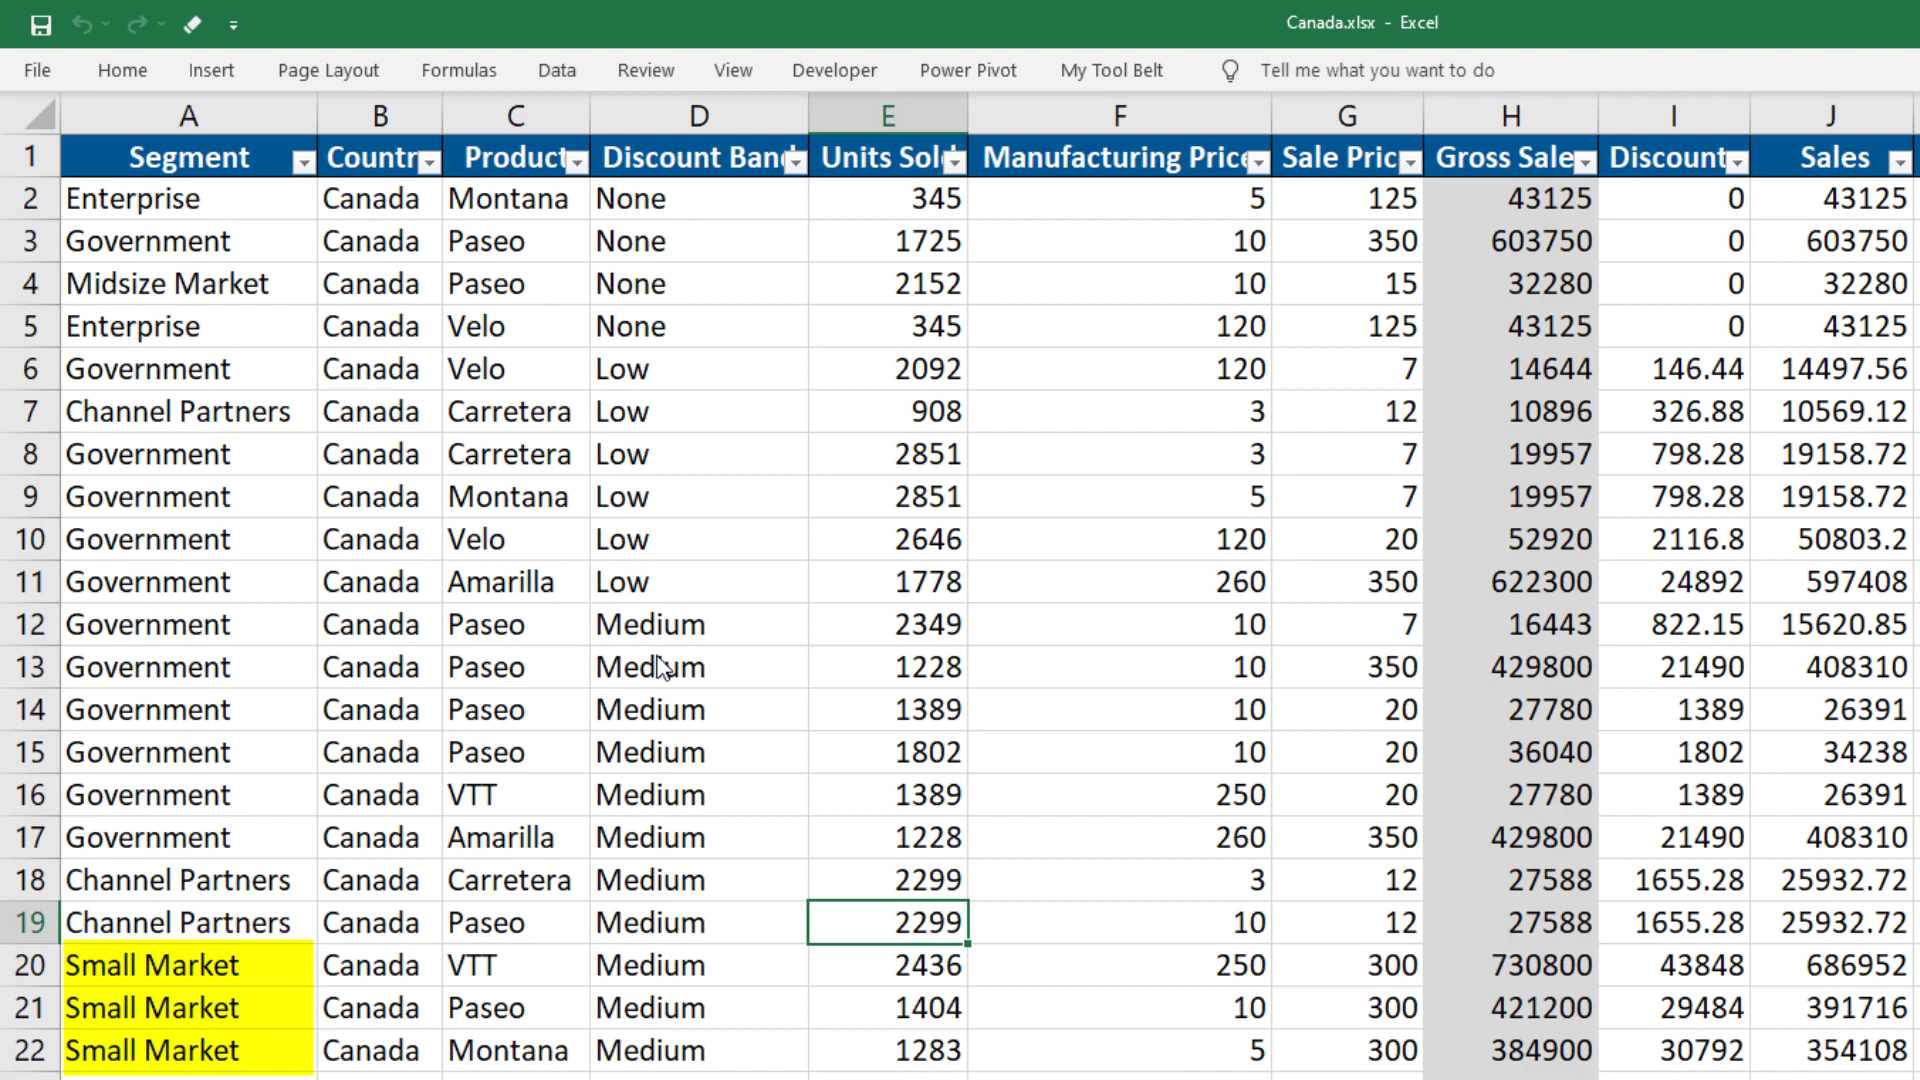 Canada.xlsx - Excel
File Home Insert Page Layout Formulas Data Review View Developer Power Pivot My Tool Belt Tell me what you want to do
A B C D E F G H I J
1 Segment Countr Product Discount Band Units Sol Manufacturing Price Sale Pric Gross Sale Discount Sales
2 Enterprise Canada Montana None 345 5 125 43125 0 43125
3 Government Canada Paseo None 1725 10 350 603750 0 603750
4 Midsize Market Canada Paseo None 2152 10 15 32280 0 32280
5 Enterprise Canada Velo None 345 120 125 43125 0 43125
6 Government Canada Velo Low 2092 120 7 14644 146.44 14497.56
7 Channel Partners Canada Carretera Low 908 3 12 10896 326.88 10569.12
8 Government Canada Carretera Low 2851 3 7 19957 798.28 19158.72
9 Government Canada Montana Low 2851 5 7 19957 798.28 19158.72
10 Government Canada Velo Low 2646 120 20 52920 2116.8 50803.2
11 Government Canada Amarilla Low 1778 260 350 622300 24892 597408
12 Government Canada Paseo Medium 2349 10 7 16443 822.15 15620.85
13 Government Canada Paseo Medium 1228 10 350 429800 21490 408310
14 Government Canada Paseo Medium 1389 10 20 27780 1389 26391
15 Government Canada Paseo Medium 1802 10 20 36040 1802 34238
16 Government Canada VTT Medium 1389 250 20 27780 1389 26391
17 Government Canada Amarilla Medium 1228 260 350 429800 21490 408310
18 Channel Partners Canada Carretera Medium 2299 3 12 27588 1655.28 25932.72
19 Channel Partners Canada Paseo Medium 2299 10 12 27588 1655.28 25932.72
20 Small Market Canada VTT Medium 2436 250 300 730800 43848 686952
21 Small Market Canada Paseo Medium 1404 10 300 421200 29484 391716
22 Small Market Canada Montana Medium 1283 5 300 384900 30792 354108